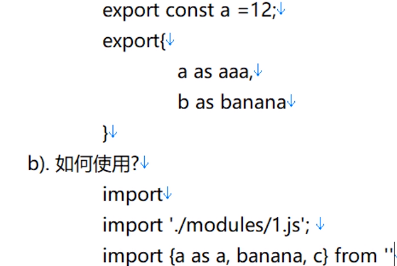 export const a =12;↓
export{↓
a as aaa,↓
b as banana↓
}↓
b). 如何使用?↓
import↓
import './modules/1.js'; ↓
import {a as a, banana, c} from ''↓